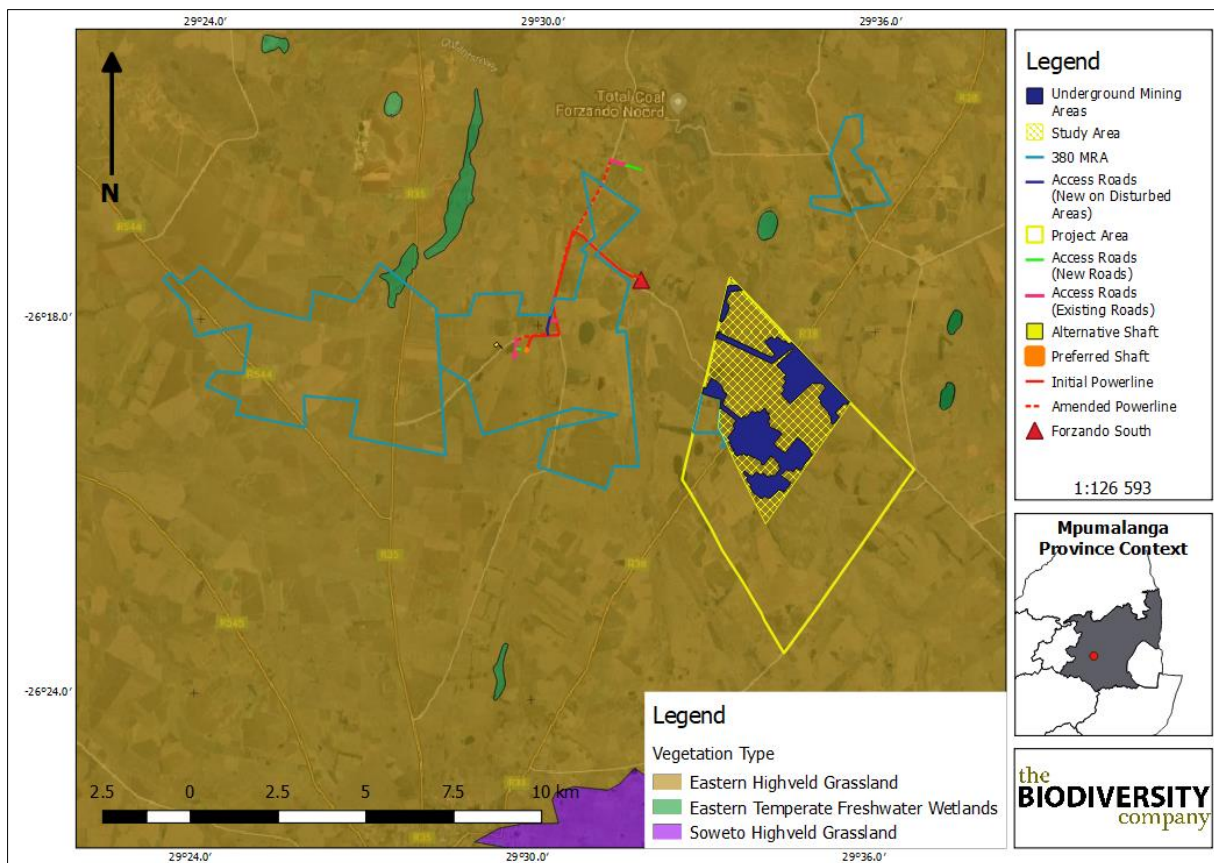 29°24.0'
29°30.0'
29°36.0'
-26°18.0'
-26°24.0'
29°24.0'
29°30.0'
29°36.0'
N
Total Coal
Forzando Noord
R35
R38
R544
R38
R544
R35
R38
R545
R35
2.5
0
2.5
5
7.5
10 km
Legend
Vegetation Type
Eastern Highveld Grassland
Eastern Temperate Freshwater Wetlands
Soweto Highveld Grassland
Legend
Underground Mining
Areas
Study Area
380 MRA
Access Roads
(New on Disturbed
Areas)
Project Area
Access Roads
(New Roads)
Access Roads
(Existing Roads)
Alternative Shaft
Preferred Shaft
Initial Powerline
Amended Powerline
Forzando South
1:126 593
Mpumalanga
Province Context
the
BIODIVERSITY
company